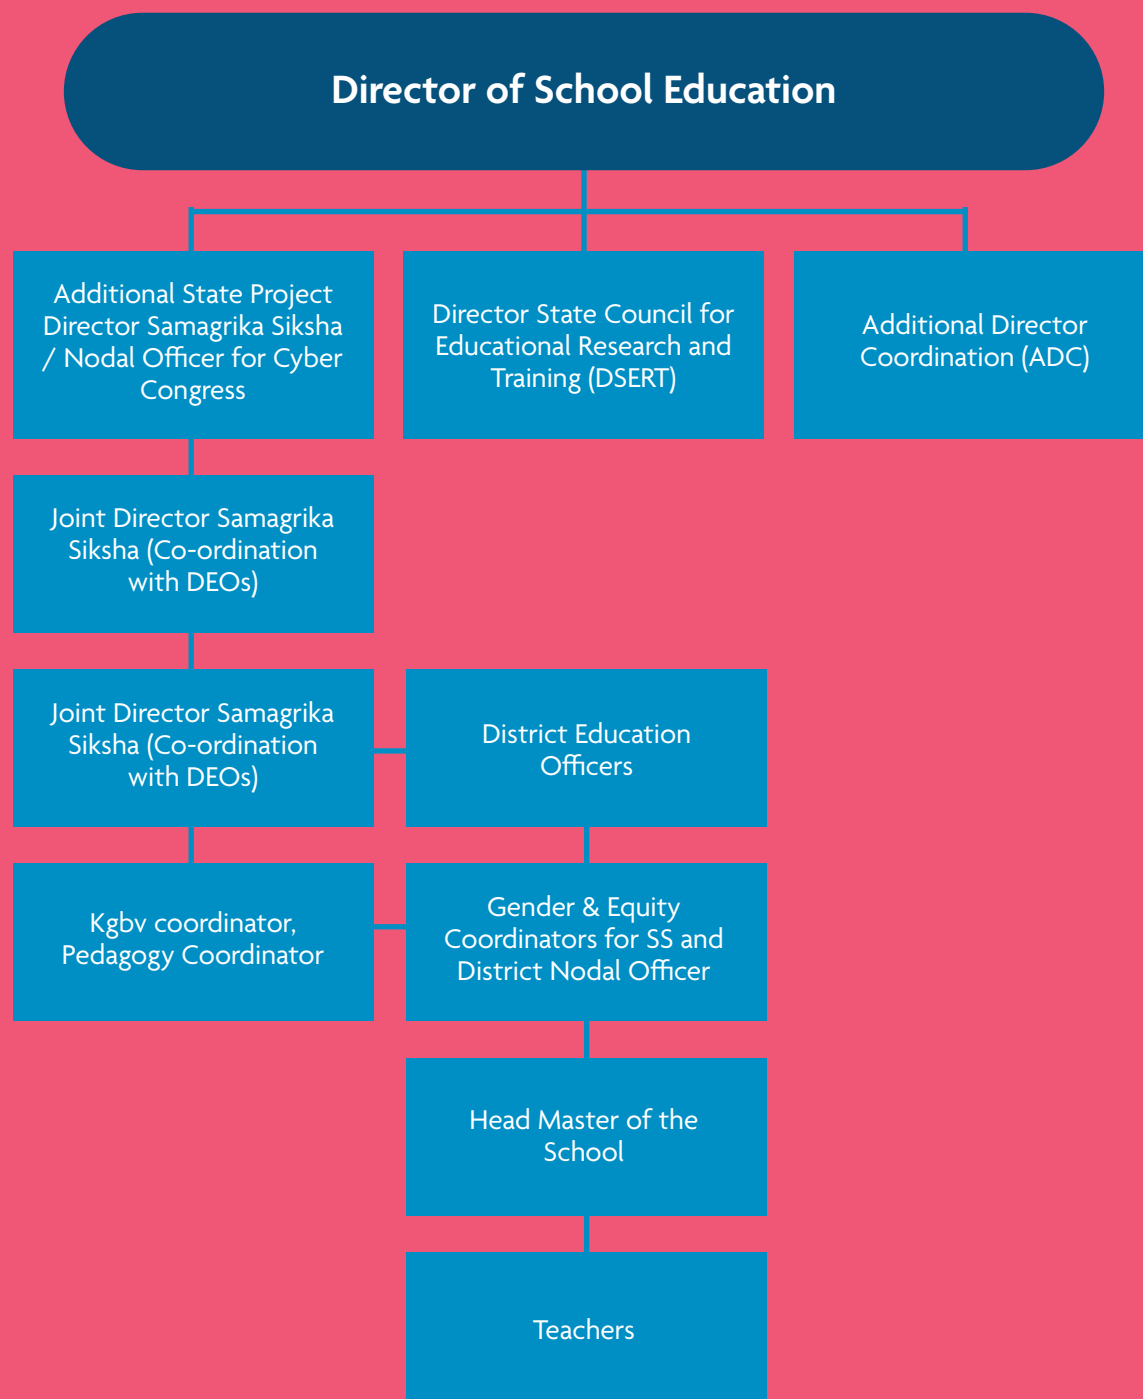 Director of School Education
Additional State Project
Director Samagrika Siksha
/ Nodal Officer for Cyber
Congress
Director State Council for
Educational Research and
Training (DSERT)
Additional Director
Coordination (ADC)
Joint Director Samagrika
Siksha (Co-ordination
with DEOs)
Joint Director Samagrika
Siksha (Co-ordination
with DEOs)
District Education
Officers
Kgbv coordinator,
Pedagogy Coordinator
Gender & Equity
Coordinators for SS and
District Nodal Officer
Head Master of the
School
Teachers